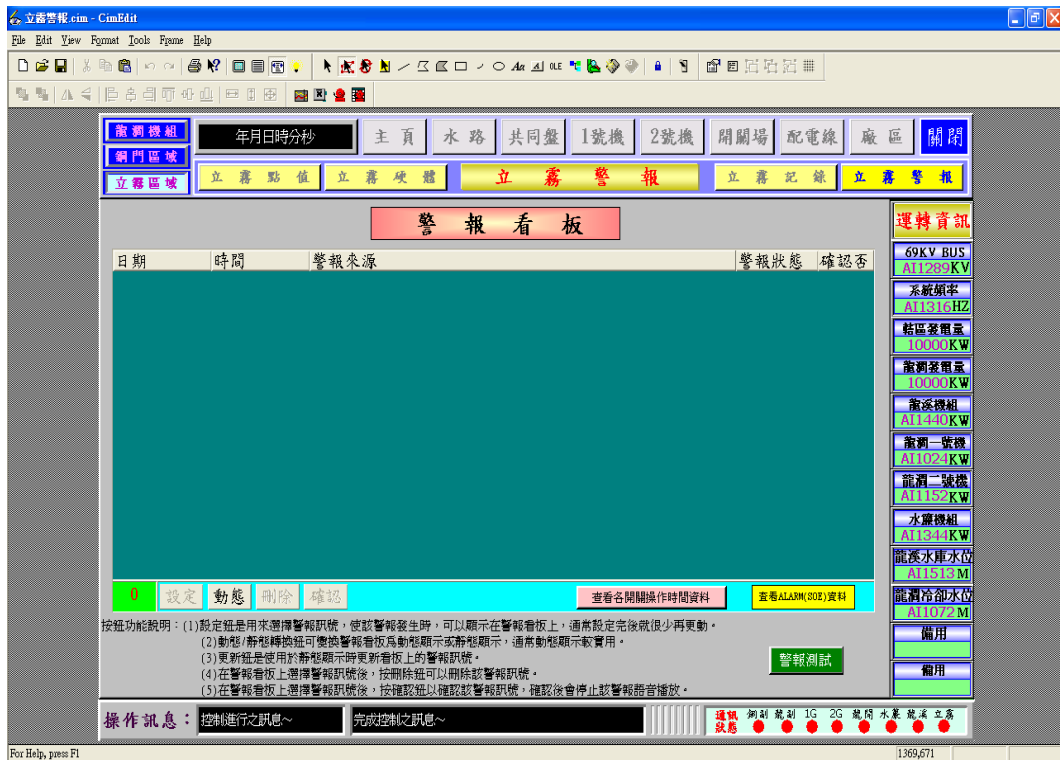 立霧警報.cim - CimEdit
File Edit View Format Tools Frame Help
Aa OLE
龍澗機組 年月日時分秒 主頁 水路 共同盤 1號機 2號機 開關場 配電線 廠區 關閉
銅門區域
立霧區域 立霧點值 立霧硬體 立霧警報 立霧記錄 立霧警報
警報看板 運轉資訊
日期 時間 警報來源 警報狀態 確認否
69KV BUS
AI1289KV
系統頻率
AI1316HZ
轄區發電量
10000KW
龍澗發電量
10000KW
龍溪機組
AI1440KW
龍澗一號機
AI1024KW
龍澗二號機
AI1152KW
水簾機組
AI1344KW
龍溪水庫水位
AI1513M
龍澗冷卻水位
AI1072M
備用
備用
0 設定 動態 刪除 確認 查看各開關操作時間資料 查看ALARM(SOE)資料
按鈕功能說明：(1)設定鈕是用來選擇警報訊號，使該警報發生時，可以顯示在警報看板上，通常設定完後就很少再更動。
(2)動態/靜態轉換鈕可變換警報看板為動態顯示或靜態顯示，通常動態顯示較實用。
(3)更新鈕是使用於靜態顯示時更新看板上的警報訊號。
(4)在警報看板上選擇警報訊號後，按刪除鈕可以刪除該警報訊號。
(5)在警報看板上選擇警報訊號後，按確認鈕以確認該警報訊號，確認後會停止該警報語音播放。
警報測試
操作訊息： 控制進行之訊息～ 完成控制之訊息～
通訊狀態 銅剖 龍剖 1G 2G 龍開 水簾 龍溪 立霧
For Help, press F1 1369,671